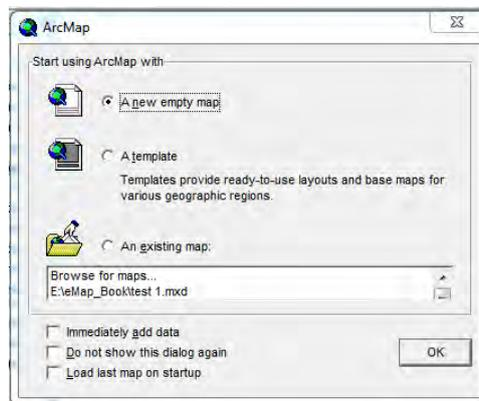 ArcMap
Start using ArcMap with
A new empty map
A template
Templates provide ready-to-use layouts and base maps for
various geographic regions.
An existing map:
Browse for maps...
E:\eMap_Book\test 1.mxd
Immediately add data
Do not show this dialog again
Load last map on startup
OK